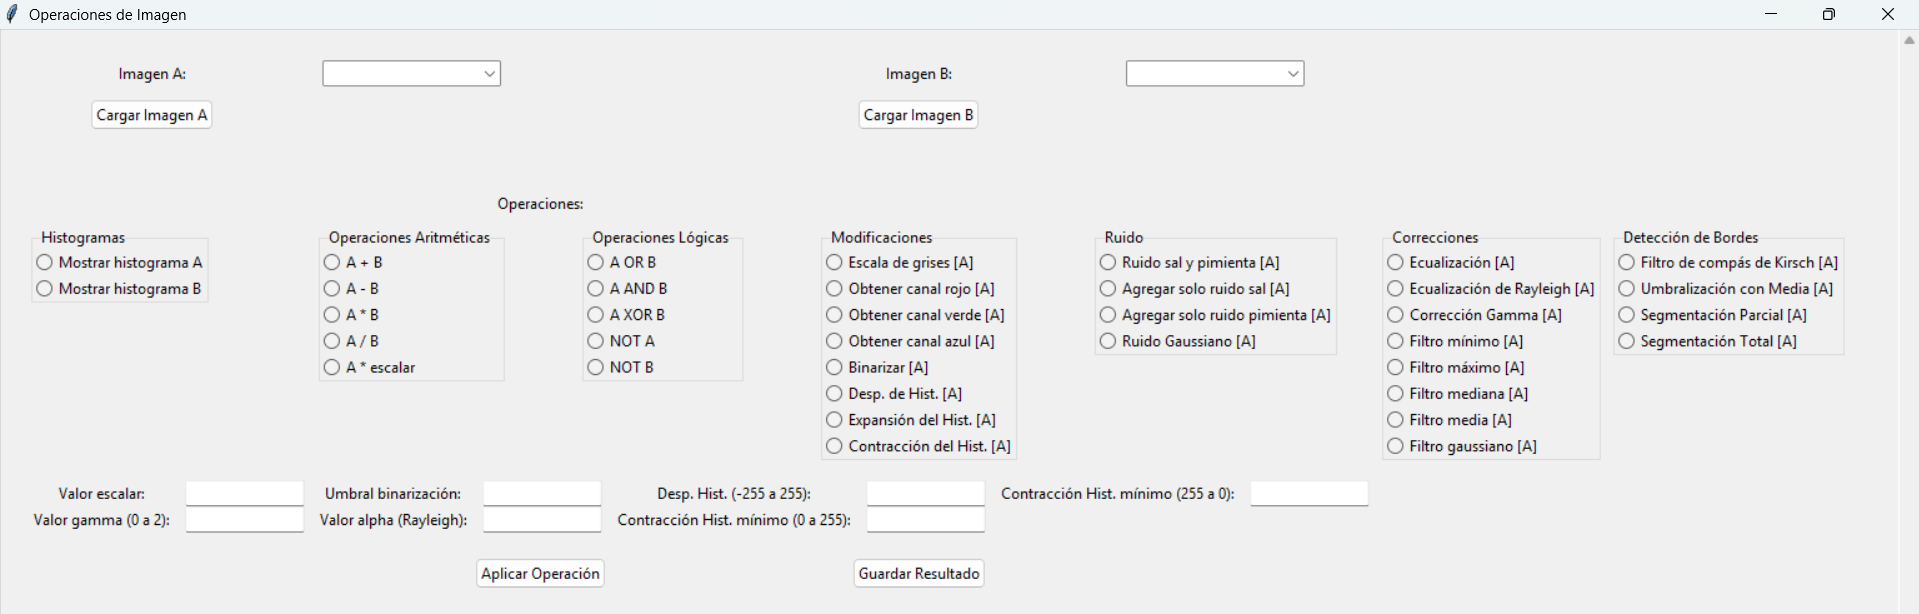 Operaciones de Imagen
Imagen A:
Imagen B:
Cargar Imagen A
Cargar Imagen B
Operaciones:
Histogramas
Mostrar histograma A
Mostrar histograma B
Operaciones Aritméticas
A + B
A - B
A * B
A / B
A * escalar
Operaciones Lógicas
A OR B
A AND B
A XOR B
NOT A
NOT B
Modificaciones
Escala de grises [A]
Obtener canal rojo [A]
Obtener canal verde [A]
Obtener canal azul [A]
Binarizar [A]
Desp. de Hist. [A]
Expansión del Hist. [A]
Contracción del Hist. [A]
Ruido
Ruido sal y pimienta [A]
Agregar solo ruido sal [A]
Agregar solo ruido pimienta [A]
Ruido Gaussiano [A]
Correcciones
Ecualización [A]
Ecualización de Rayleigh [A]
Corrección Gamma [A]
Filtro mínimo [A]
Filtro máximo [A]
Filtro mediana [A]
Filtro media [A]
Filtro gaussiano [A]
Detección de Bordes
Filtro de compás de Kirsch [A]
Umbralización con Media [A]
Segmentación Parcial [A]
Segmentación Total [A]
Valor escalar:
Umbral binarización:
Desp. Hist. (-255 a 255):
Contracción Hist. mínimo (255 a 0):
Valor gamma (0 a 2):
Valor alpha (Rayleigh):
Contracción Hist. mínimo (0 a 255):
Aplicar Operación
Guardar Resultado